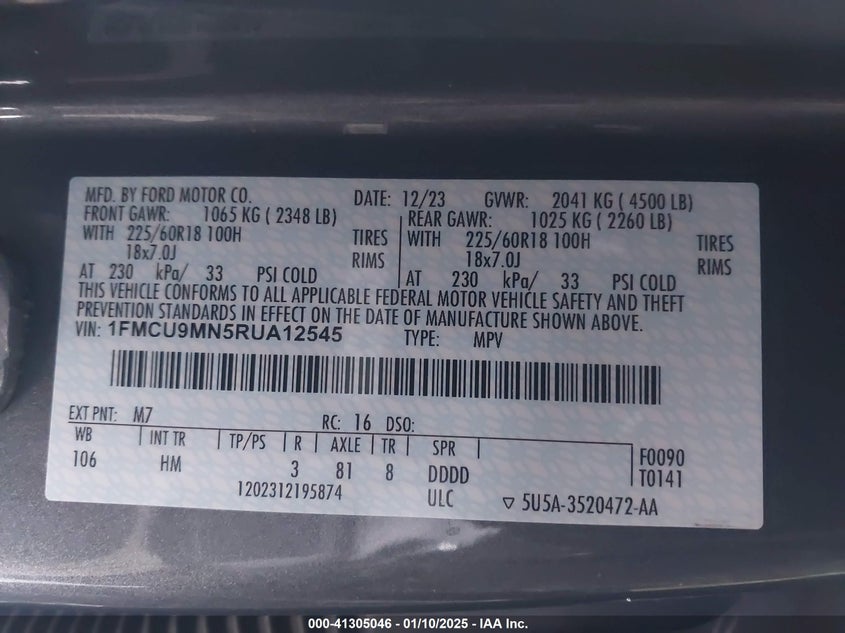 MFD. BY FORD MOTOR CO. DATE: 12/23 GVWR: 2041 KG ( 4500 LB)
FRONT GAWR: 1065 KG ( 2348 LB) REAR GAWR: 1025 KG ( 2260 LB)
WITH 225/60R18 100H TIRES WITH 225/60R18 100H TIRES
18x7.0J RIMS 18x7.0J RIMS
AT 230 kPa/ 33 PSI COLD AT 230 kPa/ 33 PSI COLD
THIS VEHICLE CONFORMS TO ALL APPLICABLE FEDERAL MOTOR VEHICLE SAFETY AND THEFT
PREVENTION STANDARDS IN EFFECT ON THE DATE OF MANUFACTURE SHOWN ABOVE.
VIN: 1FMCU9MN5RUA12545 TYPE: MPV
EXT PNT: M7 RC: 16 DSO:
WB INT TR TP/PS R AXLE TR SPR F0090
106 HM 3 81 8 DDDD T0141
1202312195874 ULC ▽ 5U5A-3520472-AA
000-41305046 - 01/10/2025 - IAA Inc.